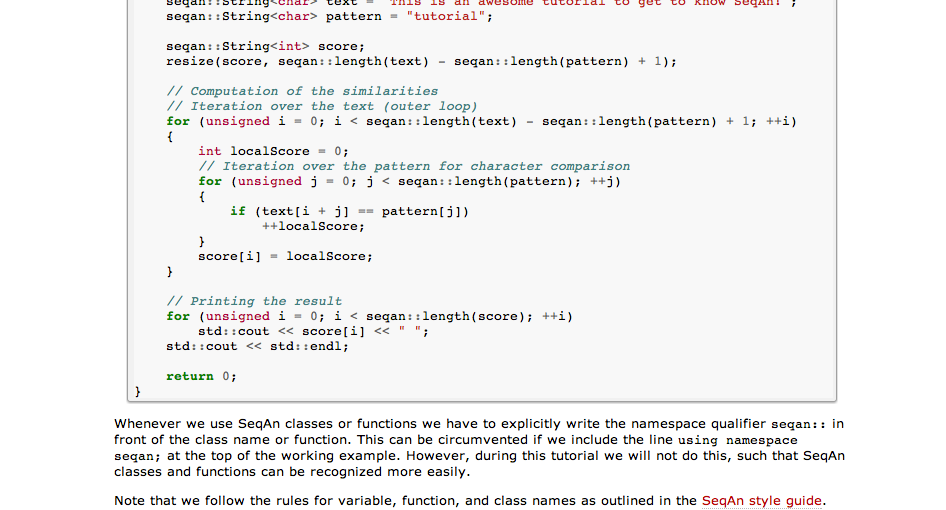 seqan::String<char> text = "This is an awesome tutorial to get to know SeqAn!";
seqan::String<char> pattern = "tutorial";
seqan::String<int> score;
resize(score, seqan::length(text) - seqan::length(pattern) + 1);
// Computation of the similarities
// Iteration over the text (outer loop)
for (unsigned i = 0; i < seqan::length(text) - seqan::length(pattern) + 1; ++i)
{
int localScore = 0;
// Iteration over the pattern for character comparison
for (unsigned j = 0; j < seqan::length(pattern); ++j)
{
if (text[i + j] == pattern[j])
++localScore;
}
score[i] = localScore;
}
// Printing the result
for (unsigned i = 0; i < seqan::length(score); ++i)
std::cout << score[i] << " ";
std::cout << std::endl;
return 0;
}
Whenever we use SeqAn classes or functions we have to explicitly write the namespace qualifier seqan:: in
front of the class name or function. This can be circumvented if we include the line using namespace
seqan; at the top of the working example. However, during this tutorial we will not do this, such that SeqAn
classes and functions can be recognized more easily.
Note that we follow the rules for variable, function, and class names as outlined in the SeqAn style guide.